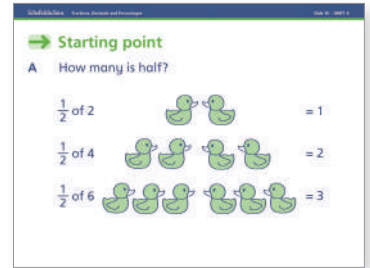 Starting point
A How many is half?
1/2 of 2 = 1
1/2 of 4 = 2
1/2 of 6 = 3